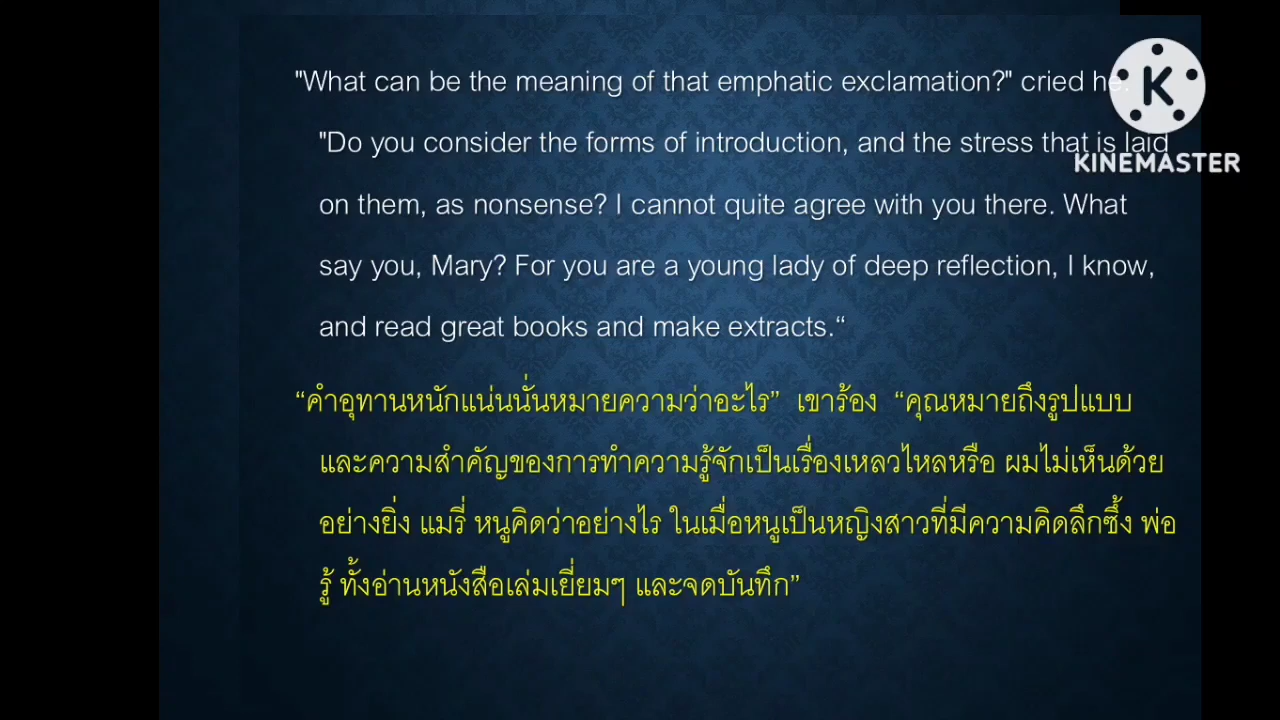 "What can be the meaning of that emphatic exclamation?" cried he.
"Do you consider the forms of introduction, and the stress that is laid
on them, as nonsense? I cannot quite agree with you there. What
say you, Mary? For you are a young lady of deep reflection, I know,
and read great books and make extracts.“
“คำอุทานหนักแน่นนั่นหมายความว่าอะไร” เขาร้อง “คุณหมายถึงรูปแบบ
และความสำคัญของการทำความรู้จักเป็นเรื่องเหลวไหลหรือ ผมไม่เห็นด้วย
อย่างยิ่ง แมรี่ หนูคิดว่าอย่างไร ในเมื่อหนูเป็นหญิงสาวที่มีความคิดลึกซึ้ง พ่อ
รู้ ทั้งอ่านหนังสือเล่มเยี่ยมๆ และจดบันทึก”
K
KINEMASTER